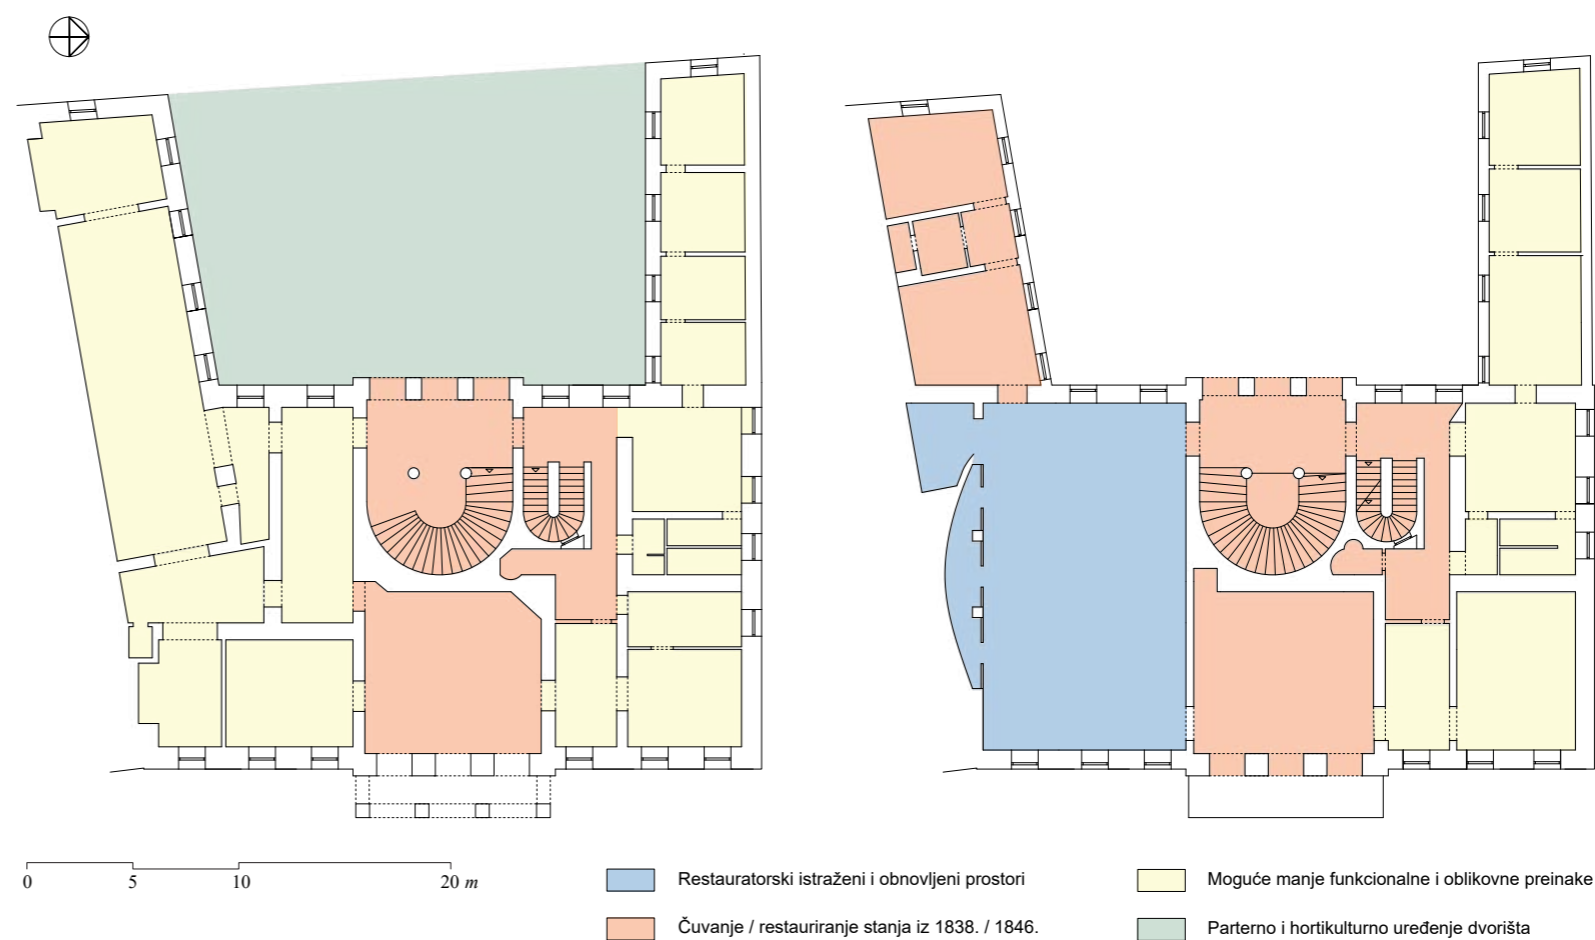 0 5 10 20 m
Restauratorski istraženi i obnovljeni prostori
Čuvanje / restauriranje stanja iz 1838. / 1846.
Moguće manje funkcionalne i oblikovne preinake
Parterno i hortikulturno uređenje dvorišta